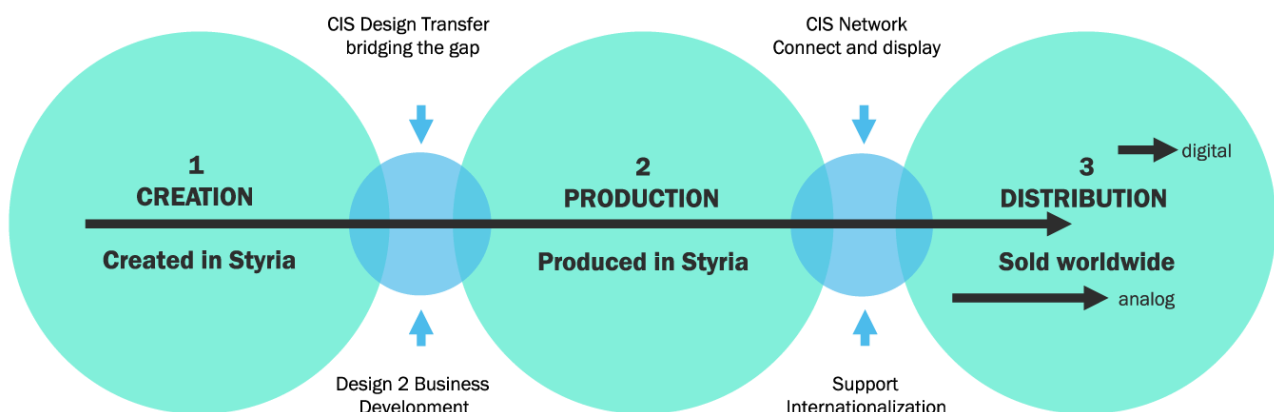 CIS Design Transfer
bridging the gap
CIS Network
Connect and display
1
CREATION
Created in Styria
2
PRODUCTION
Produced in Styria
3
DISTRIBUTION
Sold worldwide
digital
analog
Design 2 Business
Development
Support
Internationalization